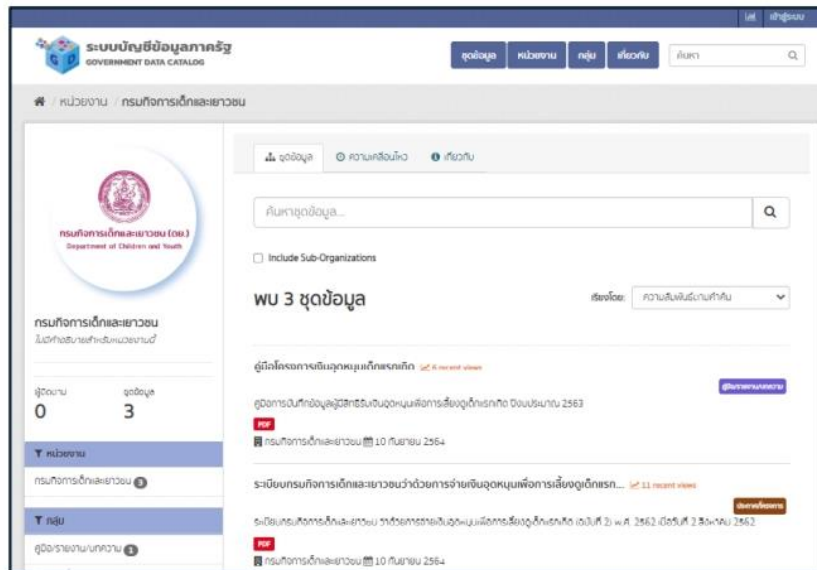 เข้าสู่ระบบ
ระบบบัญชีข้อมูลภาครัฐ
GOVERNMENT DATA CATALOG
ชุดข้อมูล หน่วยงาน กลุ่ม เกี่ยวกับ ค้นหา
/ หน่วยงาน / กรมกิจการเด็กและเยาวชน
ชุดข้อมูล ความเคลื่อนไหว เกี่ยวกับ
ค้นหาชุดข้อมูล...
Include Sub-Organizations
พบ 3 ชุดข้อมูล
เรียงโดย: ความสัมพันธ์ตามคำค้น
กรมกิจการเด็กและเยาวชน (ดย.)
Department of Children and Youth
กรมกิจการเด็กและเยาวชน
ไม่มีคำอธิบายสำหรับหน่วยงานนี้
ผู้ติดตาม ชุดข้อมูล
0 3
หน่วยงาน
กรมกิจการเด็กและเยาวชน 3
กลุ่ม
คู่มือ/รายงาน/บทความ 1
คู่มือโครงการเงินอุดหนุนเด็กแรกเกิด 6 recent views
คู่มือ/รายงาน/บทความ
คู่มือการบันทึกข้อมูลผู้มีสิทธิรับเงินอุดหนุนเพื่อการเลี้ยงดูเด็กแรกเกิด ปีงบประมาณ 2563
PDF
กรมกิจการเด็กและเยาวชน 10 กันยายน 2564
ระเบียบกรมกิจการเด็กและเยาวชนว่าด้วยการจ่ายเงินอุดหนุนเพื่อการเลี้ยงดูเด็กแรก... 11 recent views
ระเบียบกรมกิจการเด็กและเยาวชน ว่าด้วยการจ่ายเงินอุดหนุนเพื่อการเลี้ยงดูเด็กแรกเกิด (ฉบับที่ 2) พ.ศ. 2562 เมื่อวันที่ 2 สิงหาคม 2562
PDF
กรมกิจการเด็กและเยาวชน 10 กันยายน 2564